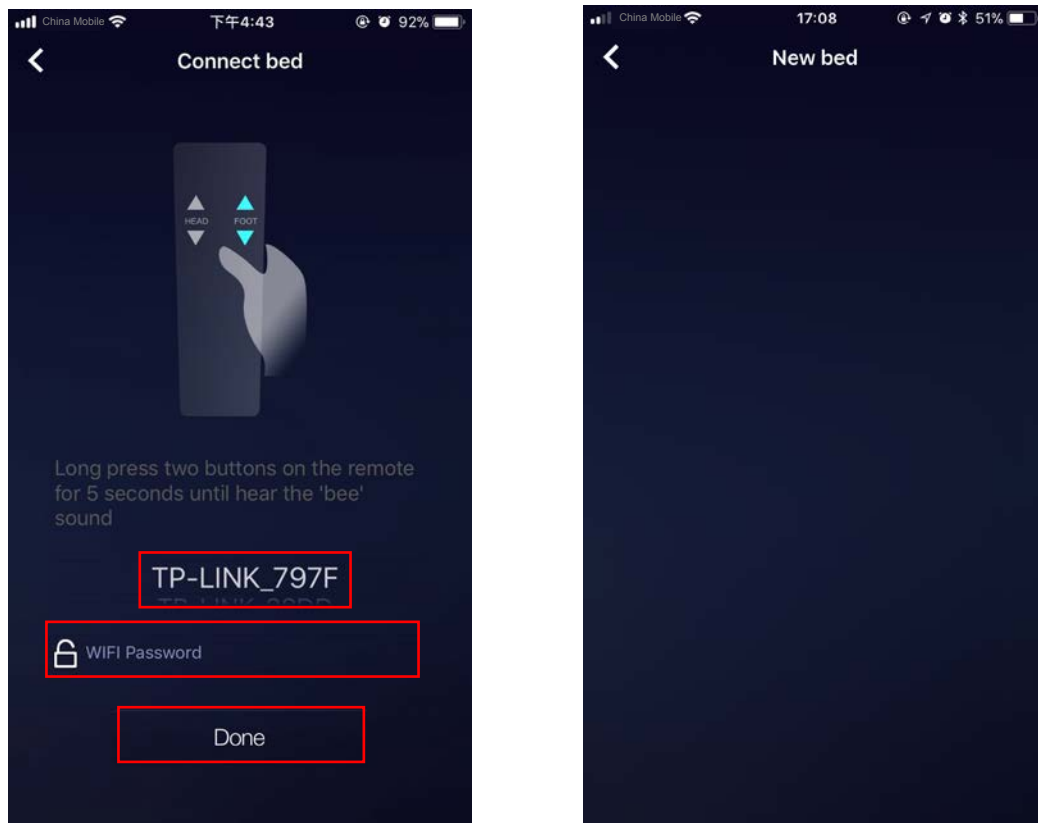 China Mobile 下午4:43 92%
Connect bed
HEAD FOOT
Long press two buttons on the remote
for 5 seconds until hear the 'bee'
sound
TP-LINK_797F
WIFI Password
Done
China Mobile 17:08 51%
New bed